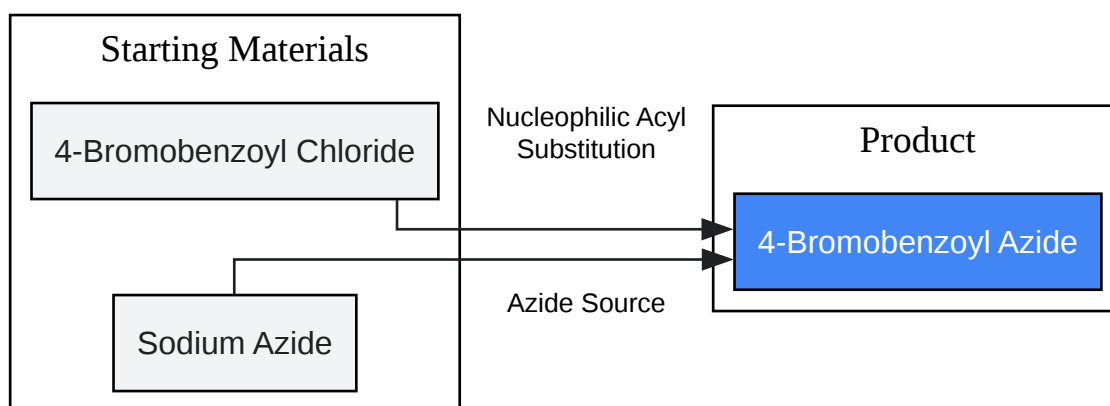 Starting Materials
4-Bromobenzoyl Chloride
Sodium Azide
Nucleophilic Acyl
Substitution
Azide Source
Product
4-Bromobenzoyl Azide